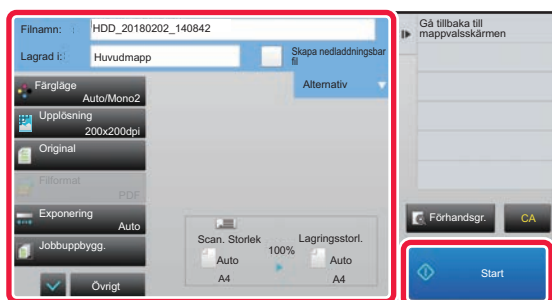 Filnamn:
HDD_20180202_140842
Lagrad i:
Huvudmapp
Skapa nedladdningsbar
fil
Alternativ
Färgläge
Auto/Mono2
Upplösning
200x200dpi
Original
Filformat
PDF
Exponering
Auto
Jobbuppbygg.
Övrigt
Scan. Storlek
100%
Lagringsstorl.
Auto
Auto
A4
A4
Gå tillbaka till
mappvalsskärmen
Förhandsgr.
CA
Start